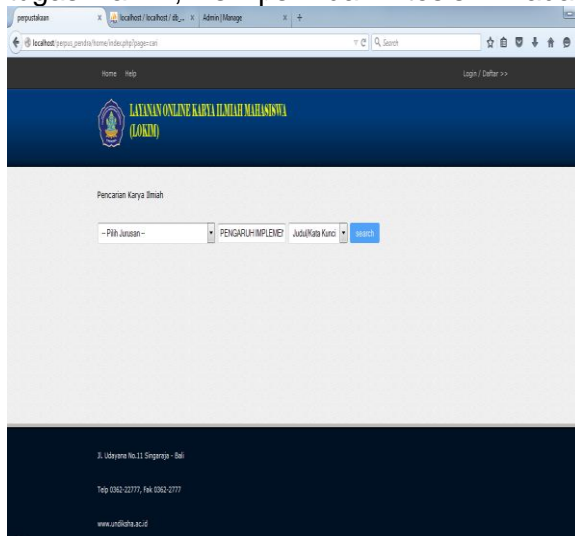 perpustakaan
localhost / localhost / db_...
Admin | Manage
localhost/perpus_pendra/home/index.php?page=cari
Search
Home Help Login / Daftar >>
LAYANAN ONLINE KARYA ILMIAH MAHASISWA
(LOKIM)
Pencarian Karya Ilmiah
-- Pilih Jurusan -- PENGARUH IMPLEMEN Judul/Kata Kunci search
Jl. Udayana No.11 Singaraja - Bali
Telp 0362-22777, Fak 0362-2777
www.undiksha.ac.id